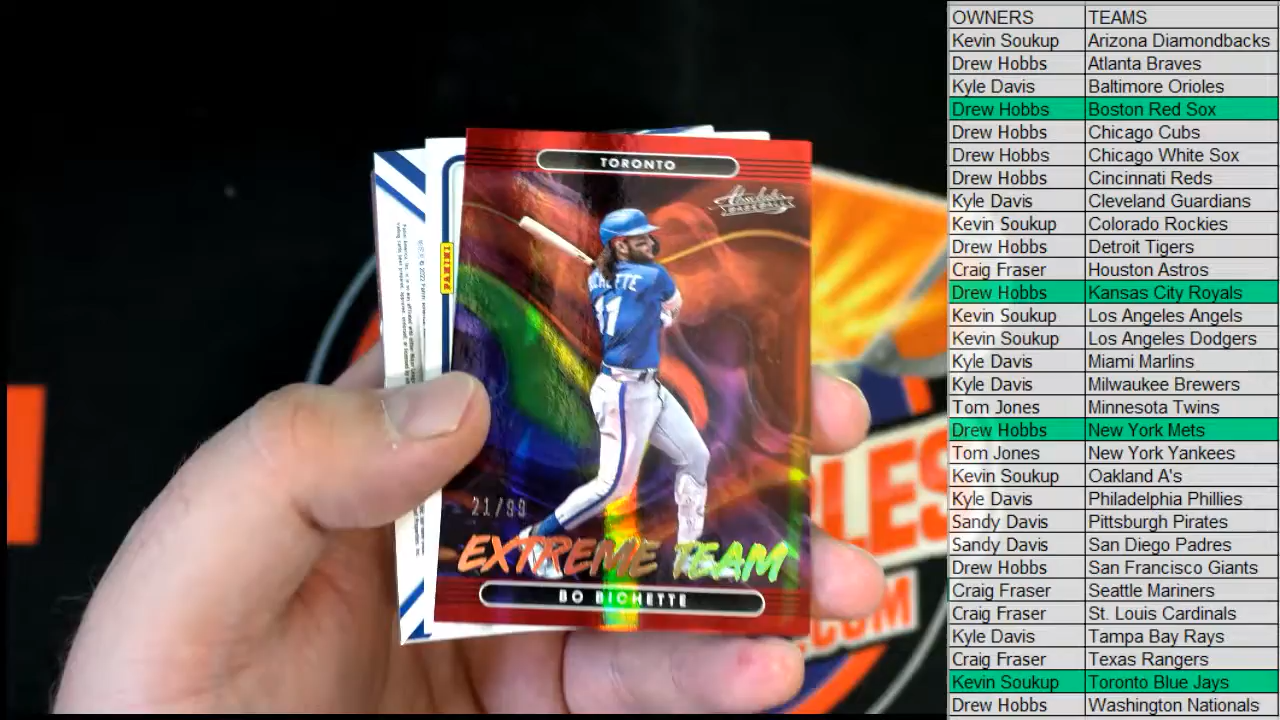 TORONTO
Absolute
BASEBALL
PANINI
21/99
EXTREME TEAM
BO BICHETTE
.COM
OWNERS TEAMS
Kevin Soukup Arizona Diamondbacks
Drew Hobbs Atlanta Braves
Kyle Davis Baltimore Orioles
Drew Hobbs Boston Red Sox
Drew Hobbs Chicago Cubs
Drew Hobbs Chicago White Sox
Drew Hobbs Cincinnati Reds
Kyle Davis Cleveland Guardians
Kevin Soukup Colorado Rockies
Drew Hobbs Detroit Tigers
Craig Fraser Houston Astros
Drew Hobbs Kansas City Royals
Kevin Soukup Los Angeles Angels
Kevin Soukup Los Angeles Dodgers
Kyle Davis Miami Marlins
Kyle Davis Milwaukee Brewers
Tom Jones Minnesota Twins
Drew Hobbs New York Mets
Tom Jones New York Yankees
Kevin Soukup Oakland A's
Kyle Davis Philadelphia Phillies
Sandy Davis Pittsburgh Pirates
Sandy Davis San Diego Padres
Drew Hobbs San Francisco Giants
Craig Fraser Seattle Mariners
Craig Fraser St. Louis Cardinals
Kyle Davis Tampa Bay Rays
Craig Fraser Texas Rangers
Kevin Soukup Toronto Blue Jays
Drew Hobbs Washington Nationals